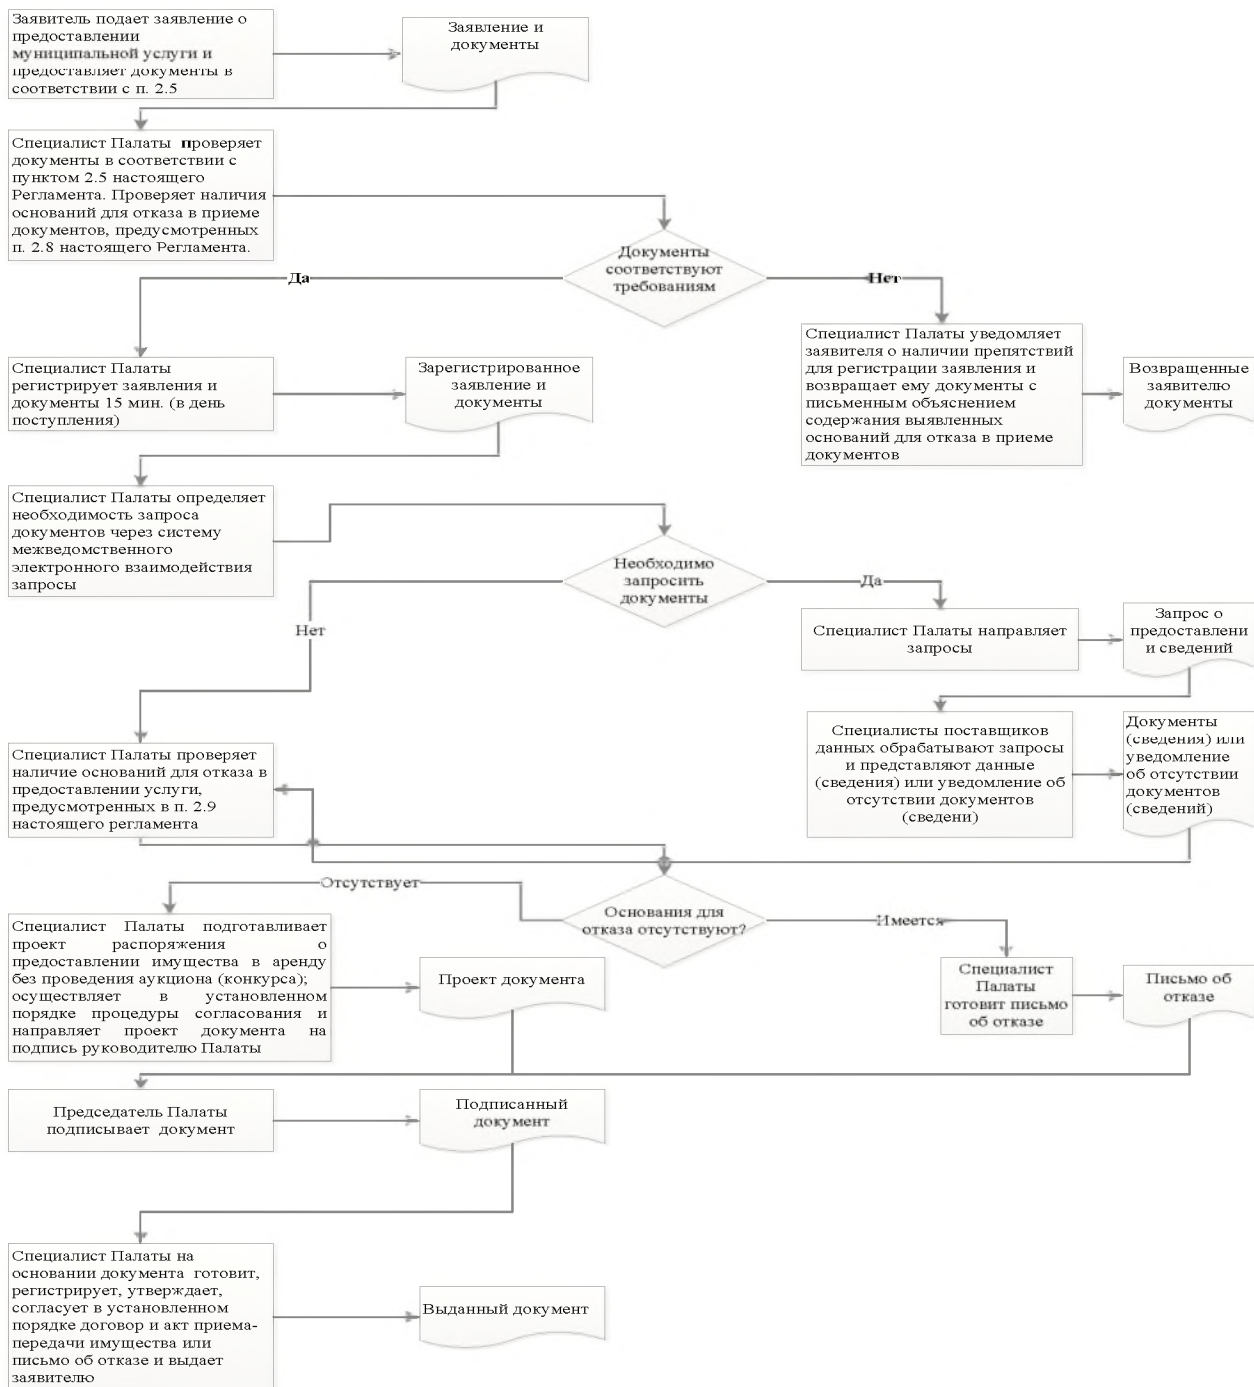 Заявитель подает заявление о
предоставлении
муниципальной услуги и
предоставляет документы в
соответствии с п. 2.5
Заявление и
документы
Специалист Палаты проверяет
документы в соответствии с
пунктом 2.5 настоящего
Регламента. Проверяет наличия
оснований для отказа в приеме
документов, предусмотренных
п. 2.8 настоящего Регламента.
Документы
соответствуют
требованиям
Да
Нет
Специалист Палаты
регистрирует заявления и
документы 15 мин. (в день
поступления)
Зарегистрированное
заявление и
документы
Специалист Палаты уведомляет
заявителя о наличии препятствий
для регистрации заявления и
возвращает ему документы с
письменным объяснением
содержания выявленных
оснований для отказа в приеме
документов
Возвращенные
заявителю
документы
Специалист Палаты определяет
необходимость запроса
документов через систему
межведомственного
электронного взаимодействия
запросы
Необходимо
запросить
документы
Да
Нет
Специалист Палаты направляет
запросы
Запрос о
предоставлени
и сведений
Специалисты поставщиков
данных обрабатывают запросы
и представляют данные
(сведения) или уведомление об
отсутствии документов
(сведени)
Документы
(сведения) или
уведомление
об отсутствии
документов
(сведений)
Специалист Палаты проверяет
наличие оснований для отказа в
предоставлении услуги,
предусмотренных в п. 2.9
настоящего регламента
Отсутствует
Основания для
отказа отсутствуют?
Имеется
Специалист Палаты подготавливает
проект распоряжения о
предоставлении имущества в аренду
без проведения аукциона (конкурса);
осуществляет в установленном
порядке процедуры согласования и
направляет проект документа на
подпись руководителю Палаты
Проект документа
Специалист
Палаты
готовит письмо
об отказе
Письмо об
отказе
Председатель Палаты
подписывает документ
Подписанный
документ
Специалист Палаты на
основании документа готовит,
регистрирует, утверждает,
согласует в установленном
порядке договор и акт приема-
передачи имущества или
письмо об отказе и выдает
заявителю
Выданный документ